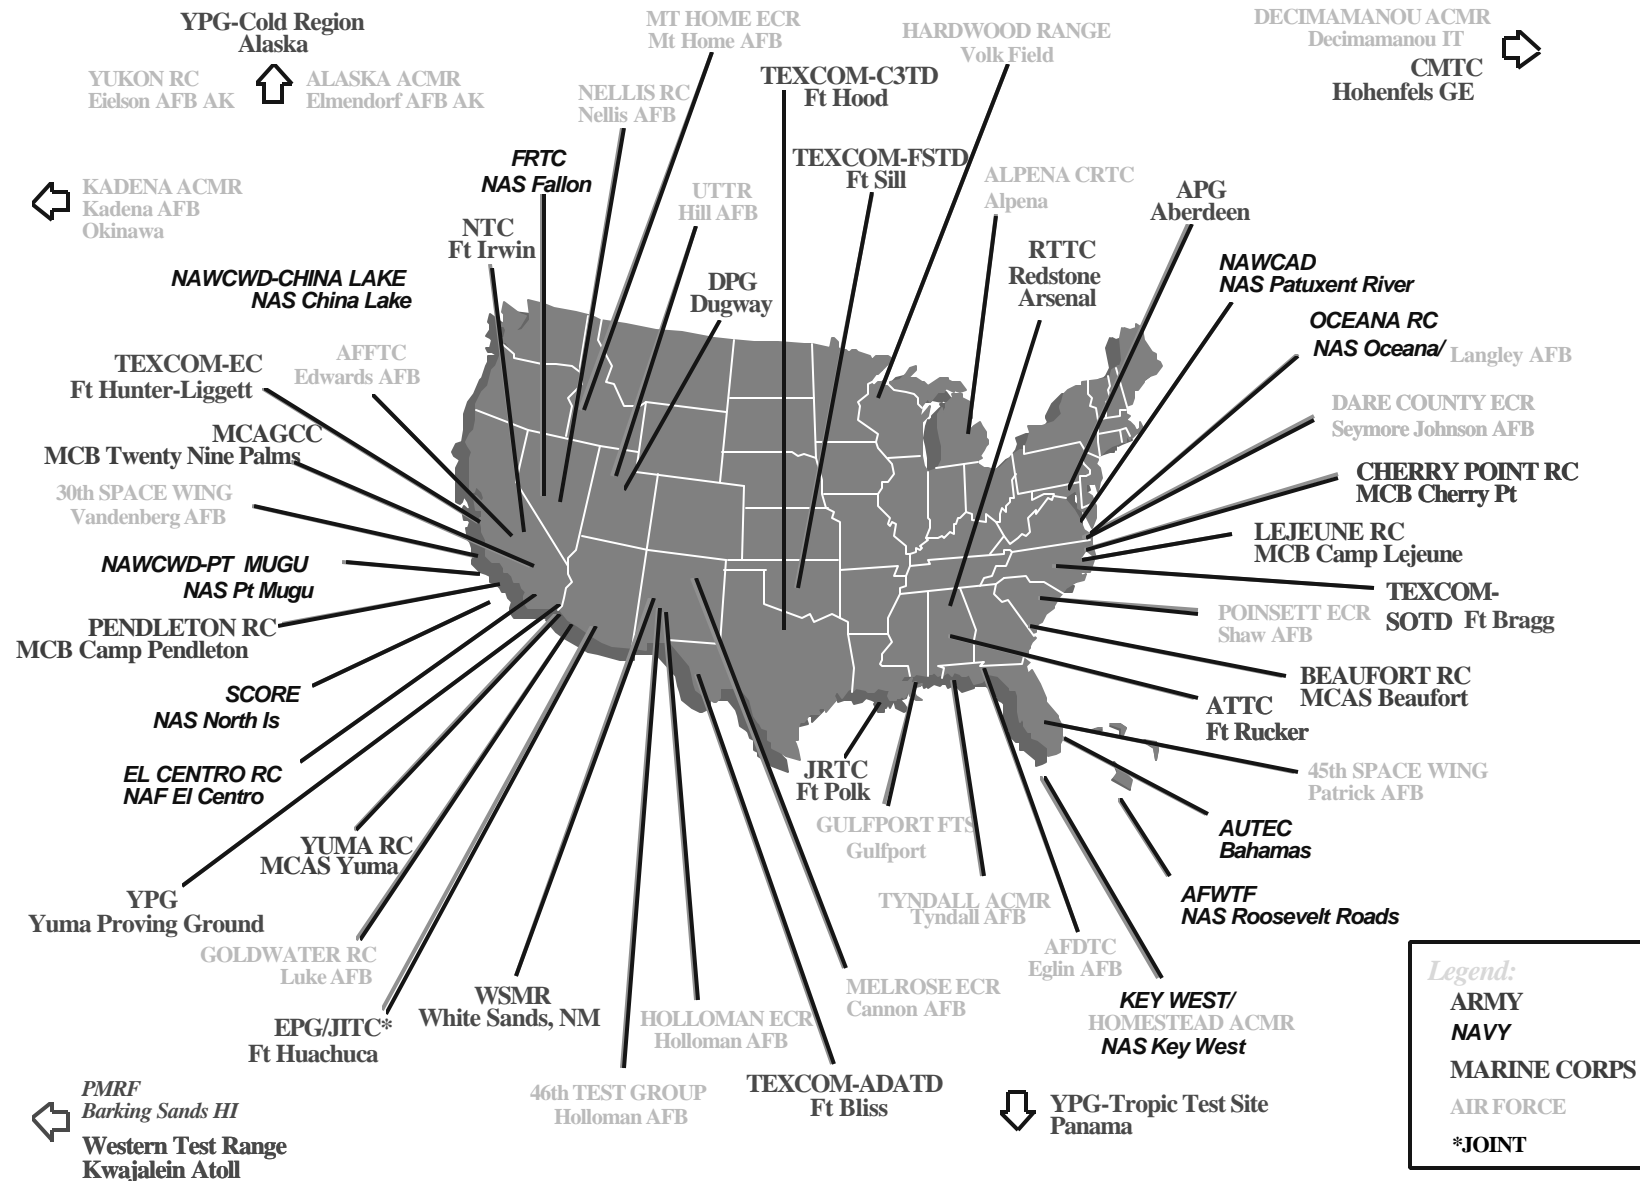 YPG-Cold Region
Alaska
YUKON RC
Eielson AFB AK
ALASKA ACMR
Elmendorf AFB AK
MT HOME ECR
Mt Home AFB
HARDWOOD RANGE
Volk Field
DECIMAMANOU ACMR
Decimamanou IT
CMTC
Hohenfels GE
NELLIS RC
Nellis AFB
TEXCOM-C3TD
Ft Hood
FRTC
NAS Fallon
TEXCOM-FSTD
Ft Sill
ALPENA CRTC
Alpena
APG
Aberdeen
KADENA ACMR
Kadena AFB
Okinawa
UTTR
Hill AFB
NTC
Ft Irwin
RTTC
Redstone
Arsenal
NAWCAD
NAS Patuxent River
NAWCWD-CHINA LAKE
NAS China Lake
DPG
Dugway
OCEANA RC
NAS Oceana/ Langley AFB
TEXCOM-EC
Ft Hunter-Liggett
AFFTC
Edwards AFB
DARE COUNTY ECR
Seymore Johnson AFB
MCAGCC
MCB Twenty Nine Palms
CHERRY POINT RC
MCB Cherry Pt
30th SPACE WING
Vandenberg AFB
LEJEUNE RC
MCB Camp Lejeune
NAWCWD-PT MUGU
NAS Pt Mugu
TEXCOM-
SOTD Ft Bragg
POINSETT ECR
Shaw AFB
PENDLETON RC
MCB Camp Pendleton
BEAUFORT RC
MCAS Beaufort
SCORE
NAS North Is
ATTC
Ft Rucker
EL CENTRO RC
NAF El Centro
JRTC
Ft Polk
45th SPACE WING
Patrick AFB
GULFPORT FTS
Gulfport
AUTEC
Bahamas
YUMA RC
MCAS Yuma
YPG
Yuma Proving Ground
TYNDALL ACMR
Tyndall AFB
AFWTF
NAS Roosevelt Roads
GOLDWATER RC
Luke AFB
AFDTC
Eglin AFB
WSMR
White Sands, NM
MELROSE ECR
Cannon AFB
KEY WEST/
HOMESTEAD ACMR
NAS Key West
EPG/JITC*
Ft Huachuca
HOLLOMAN ECR
Holloman AFB
46th TEST GROUP
Holloman AFB
TEXCOM-ADATD
Ft Bliss
YPG-Tropic Test Site
Panama
PMRF
Barking Sands HI
Western Test Range
Kwajalein Atoll
Legend:
ARMY
NAVY
MARINE CORPS
AIR FORCE
*JOINT